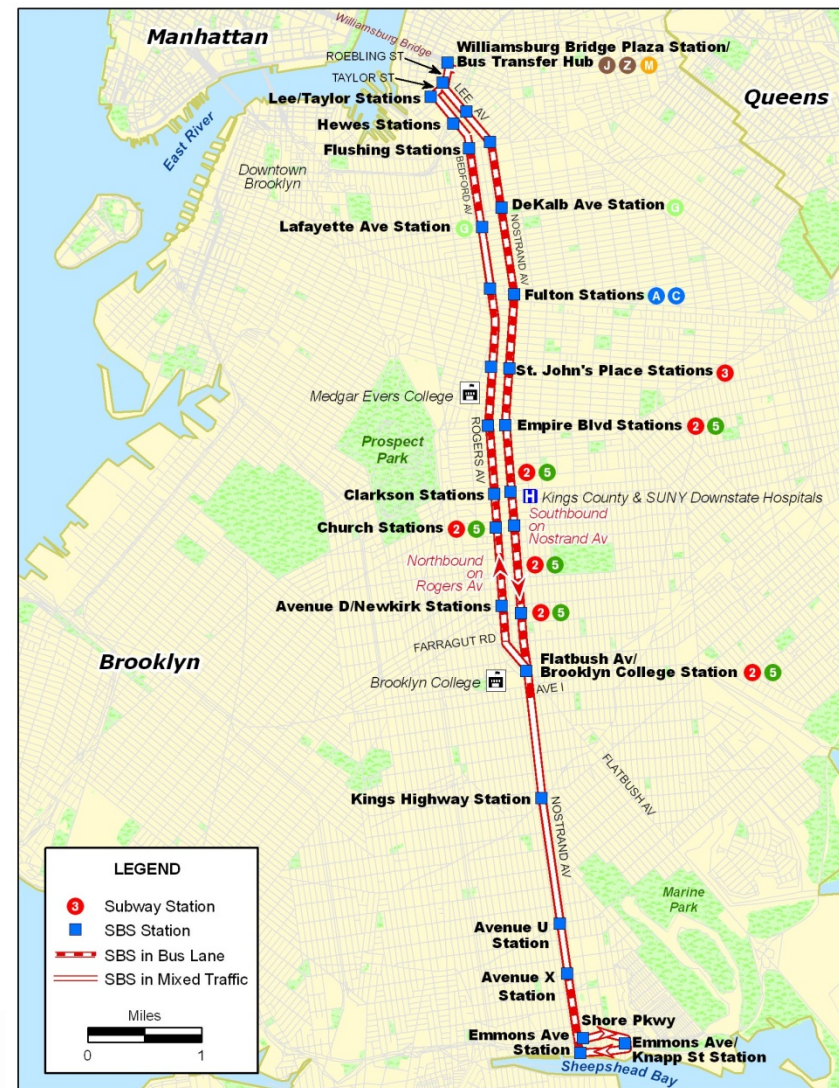 Manhattan
Williamsburg Bridge
ROEBLING ST
Williamsburg Bridge Plaza Station/
Bus Transfer Hub J Z M
TAYLOR ST
LEE AV
Queens
Lee/Taylor Stations
Hewes Stations
East River
Flushing Stations
BEDFORD AV
Downtown
Brooklyn
DeKalb Ave Station G
Lafayette Ave Station G
NOSTRAND AV
Fulton Stations A C
St. John's Place Stations 3
Medgar Evers College
Empire Blvd Stations 2 5
ROGERS AV
Prospect
Park
2 5
Clarkson Stations
H Kings County & SUNY Downstate Hospitals
Church Stations 2 5
Southbound
on
Nostrand Av
Northbound
on
Rogers Av
2 5
Avenue D/Newkirk Stations
2 5
FARRAGUT RD
Brooklyn
Flatbush Av/
Brooklyn College Station 2 5
Brooklyn College
AVE I
FLATBUSH AV
Kings Highway Station
NOSTRAND AV
LEGEND
3 Subway Station
SBS Station
SBS in Bus Lane
SBS in Mixed Traffic
Miles
0 1
Marine
Park
Avenue U
Station
Avenue X
Station
Shore Pkwy
Emmons Ave
Station
Emmons Ave/
Knapp St Station
Sheepshead Bay